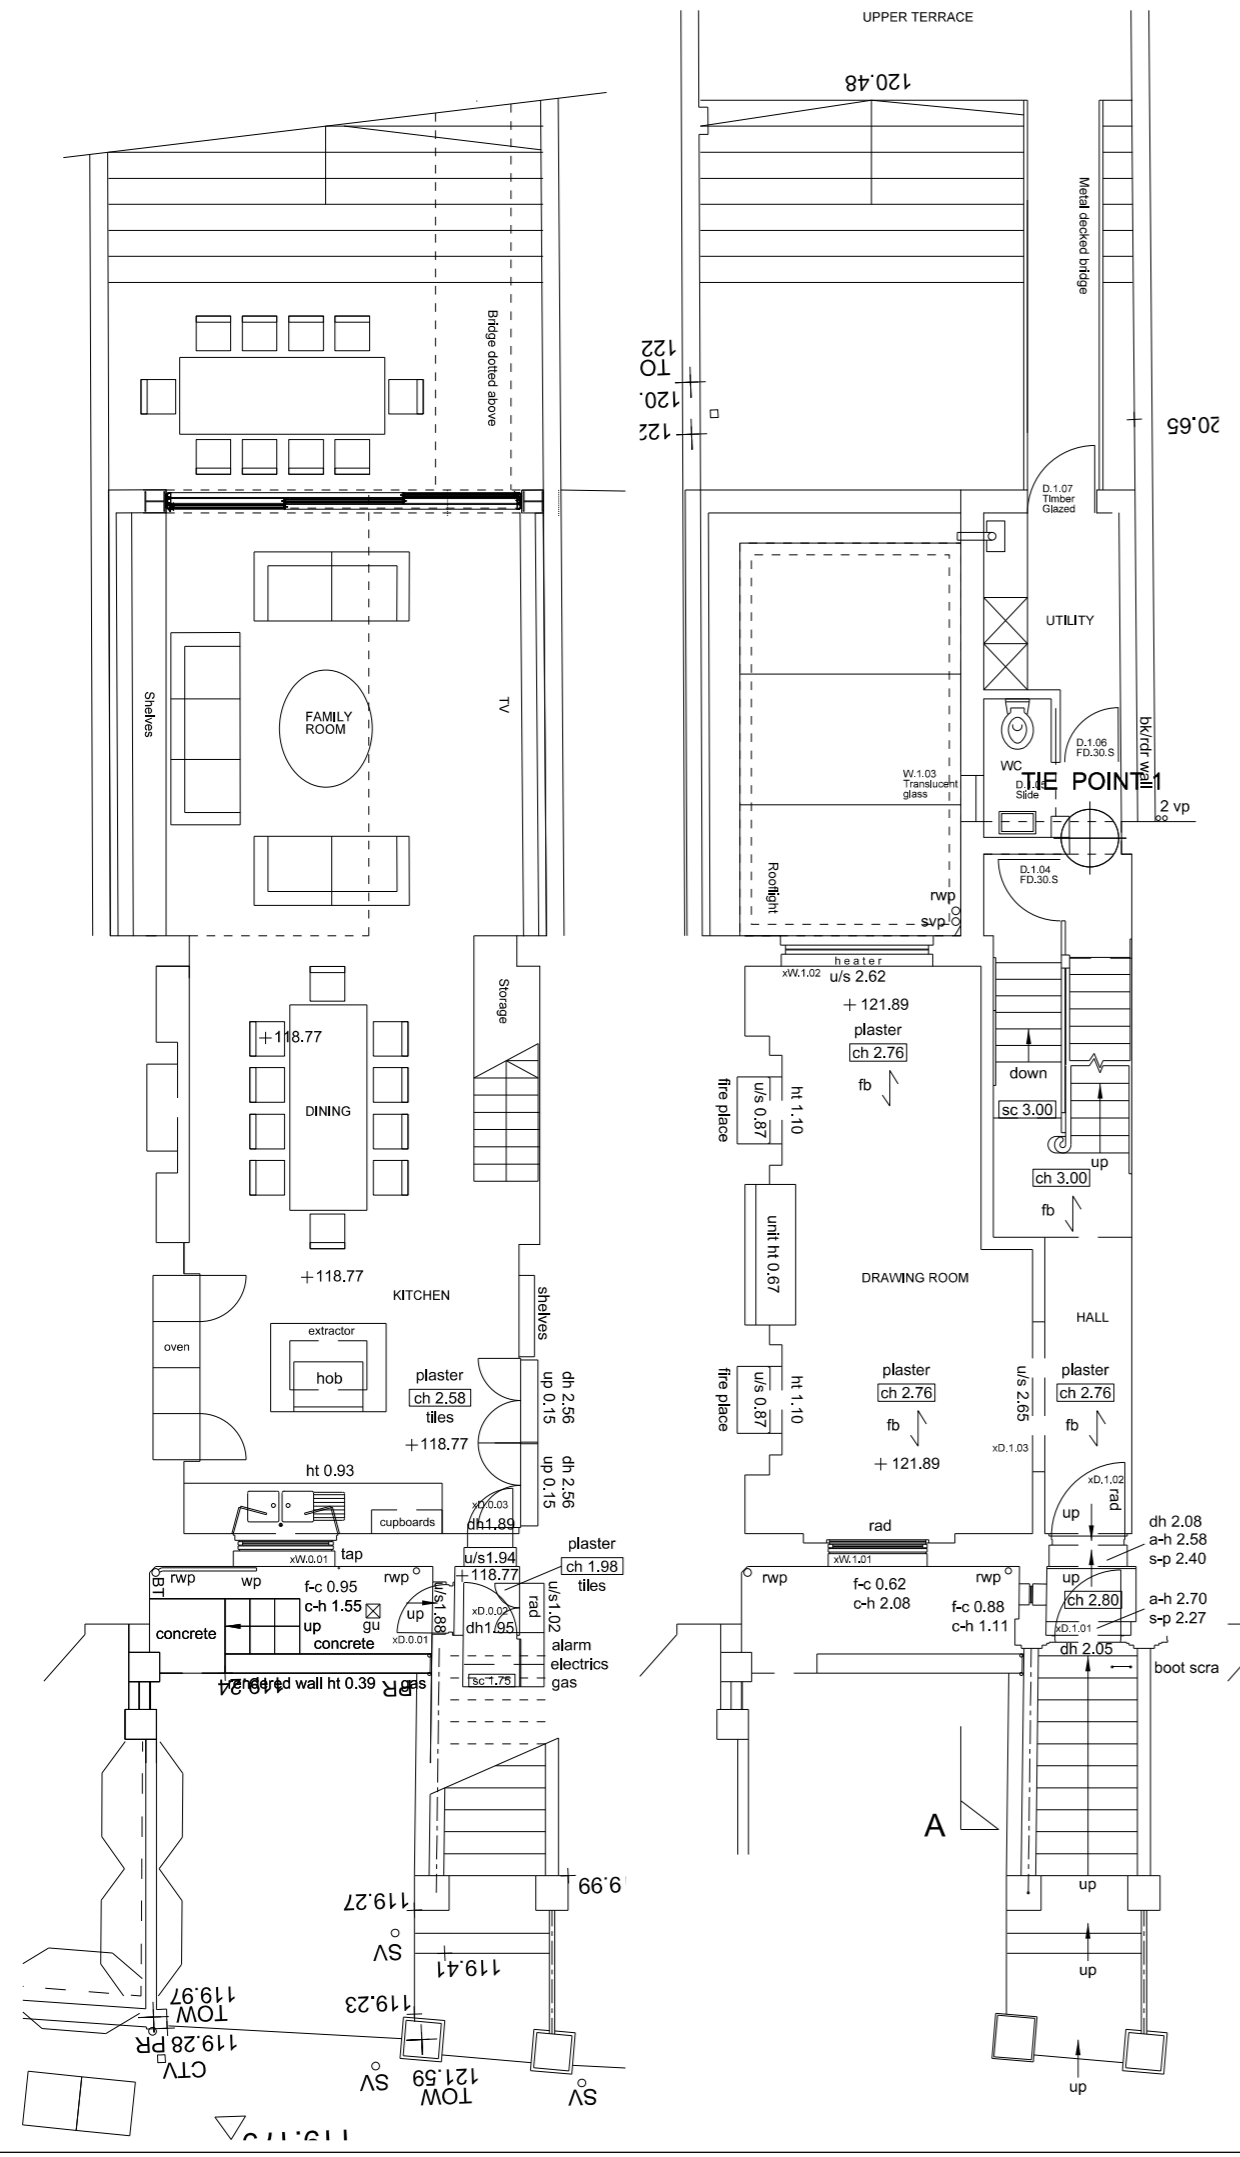 UPPER TERRACE
120.48
Metal decked bridge
Bridge dotted above
122
TO
120.
122
20.65
D.1.07
Timber
Glazed
UTILITY
Shelves
FAMILY
ROOM
TV
bk/rdr wall
D.1.06
FD.30.S
WC
W.1.03
Translucent
glass
Slide
TIE POINT 1
2 vp
Rooflight
D.1.04
FD.30.S
rwp
svp
heater
xW.1.02
u/s 2.62
Storage
+118.77
+ 121.89
plaster
ch 2.76
fb
down
DINING
fire place
u/s 0.87
ht 1.10
sc 3.00
up
ch 3.00
fb
unit ht 0.67
+118.77
KITCHEN
DRAWING ROOM
shelves
HALL
extractor
oven
hob
plaster
ch 2.58
tiles
+118.77
dh 2.56
up 0.15
dh 2.56
up 0.15
fire place
u/s 0.87
ht 1.10
plaster
ch 2.76
fb
+ 121.89
u/s 2.65
xD.1.03
plaster
ch 2.76
fb
ht 0.93
cupboards
xD.0.03
dh1.89
rad
xD.1.02
rad
up
dh 2.08
a-h 2.58
s-p 2.40
xW.0.01
tap
u/s1.94
+118.77
plaster
ch 1.98
tiles
xW.1.01
BT
rwp
wp
f-c 0.95
c-h 1.55
rwp
gu
up
concrete
concrete
up
u/s1.88
xD.0.01
xD.0.02
dh1.95
rad
u/s1.02
rwp
f-c 0.62
c-h 2.08
rwp
f-c 0.88
c-h 1.11
up
ch 2.80
xD.1.01
dh 2.05
a-h 2.70
s-p 2.27
boot scra
alarm
electrics
gas
sc 1.75
rendered wall ht 0.39
119.24
PR
gas
A
up
119.27
9.99
SV
119.41
up
119.23
119.97
TOW
119.28 PR
CTV
SV
121.59
TOW
SV
up